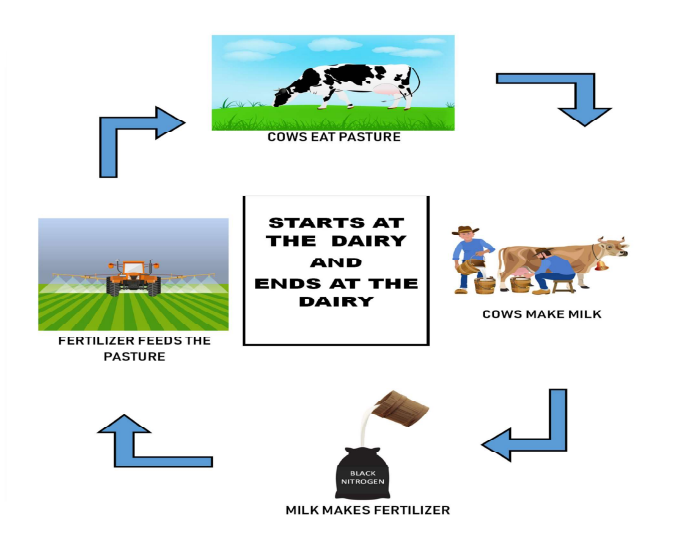 COWS EAT PASTURE
STARTS AT
THE DAIRY
AND
ENDS AT THE
DAIRY
COWS MAKE MILK
FERTILIZER FEEDS THE
PASTURE
BLACK
NITROGEN
MILK MAKES FERTILIZER